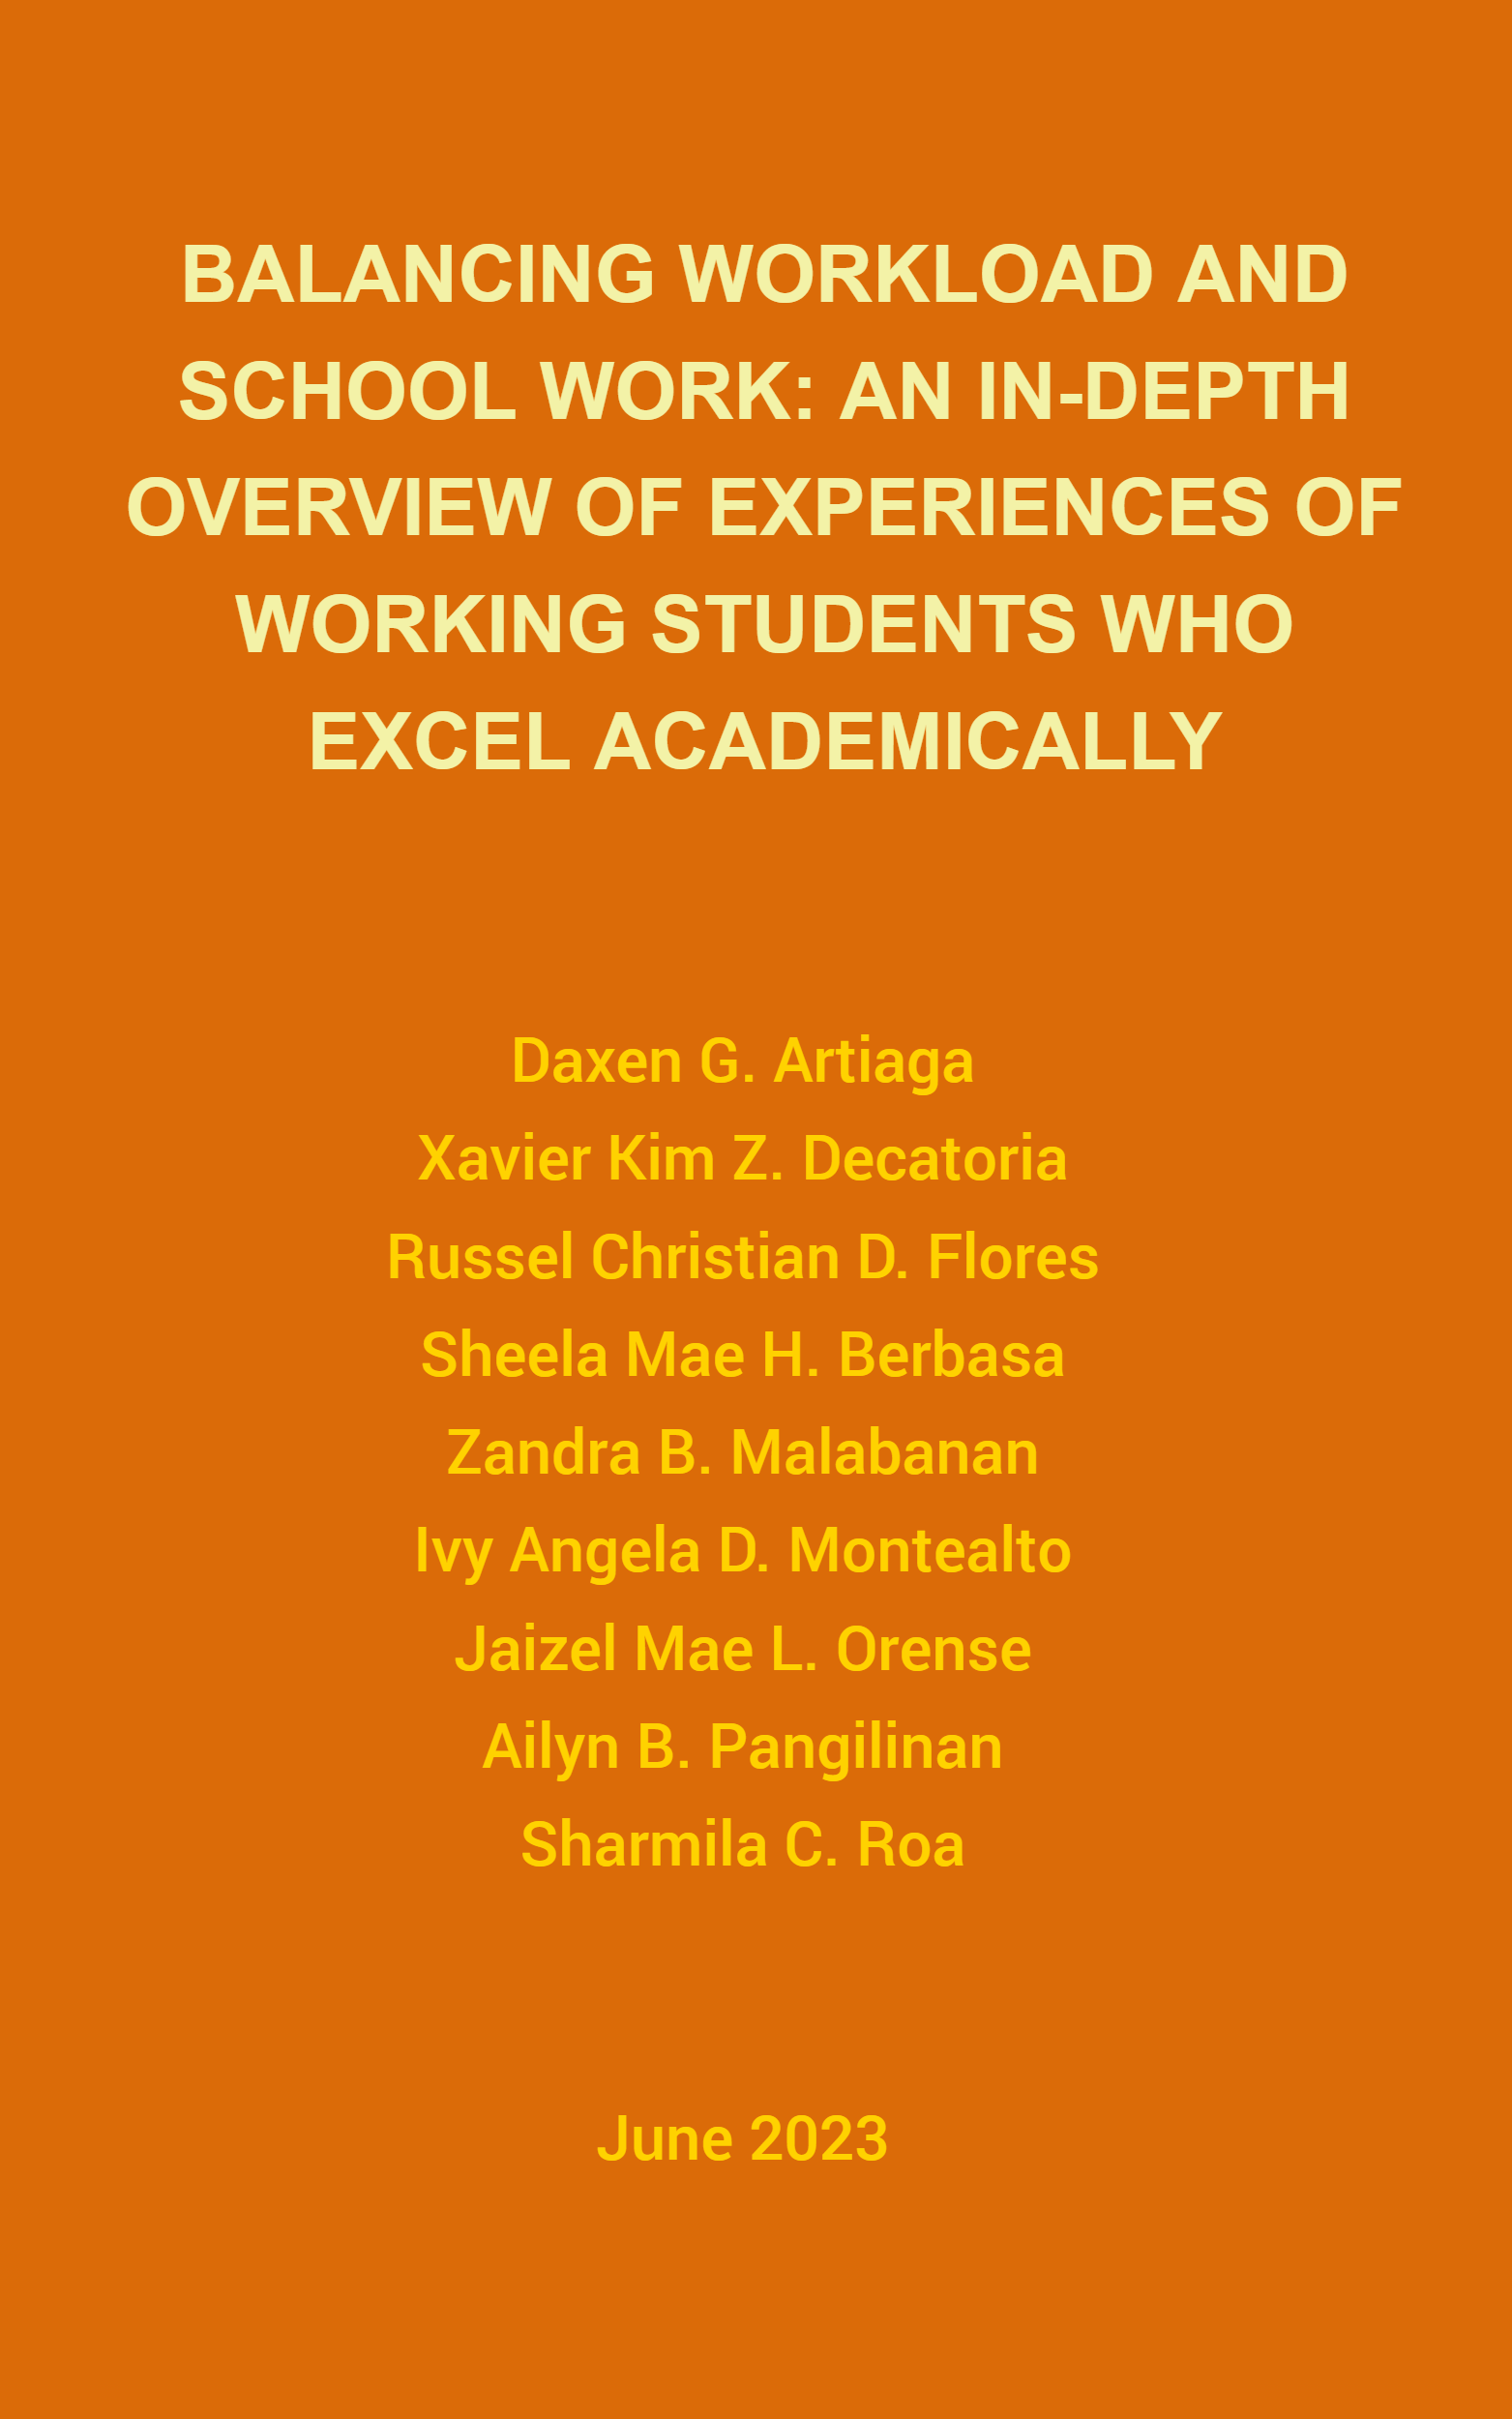 BALANCING WORKLOAD AND
SCHOOL WORK: AN IN-DEPTH
OVERVIEW OF EXPERIENCES OF
WORKING STUDENTS WHO
EXCEL ACADEMICALLY
Daxen G. Artiaga
Xavier Kim Z. Decatoria
Russel Christian D. Flores
Sheela Mae H. Berbasa
Zandra B. Malabanan
Ivy Angela D. Montealto
Jaizel Mae L. Orense
Ailyn B. Pangilinan
Sharmila C. Roa
June 2023